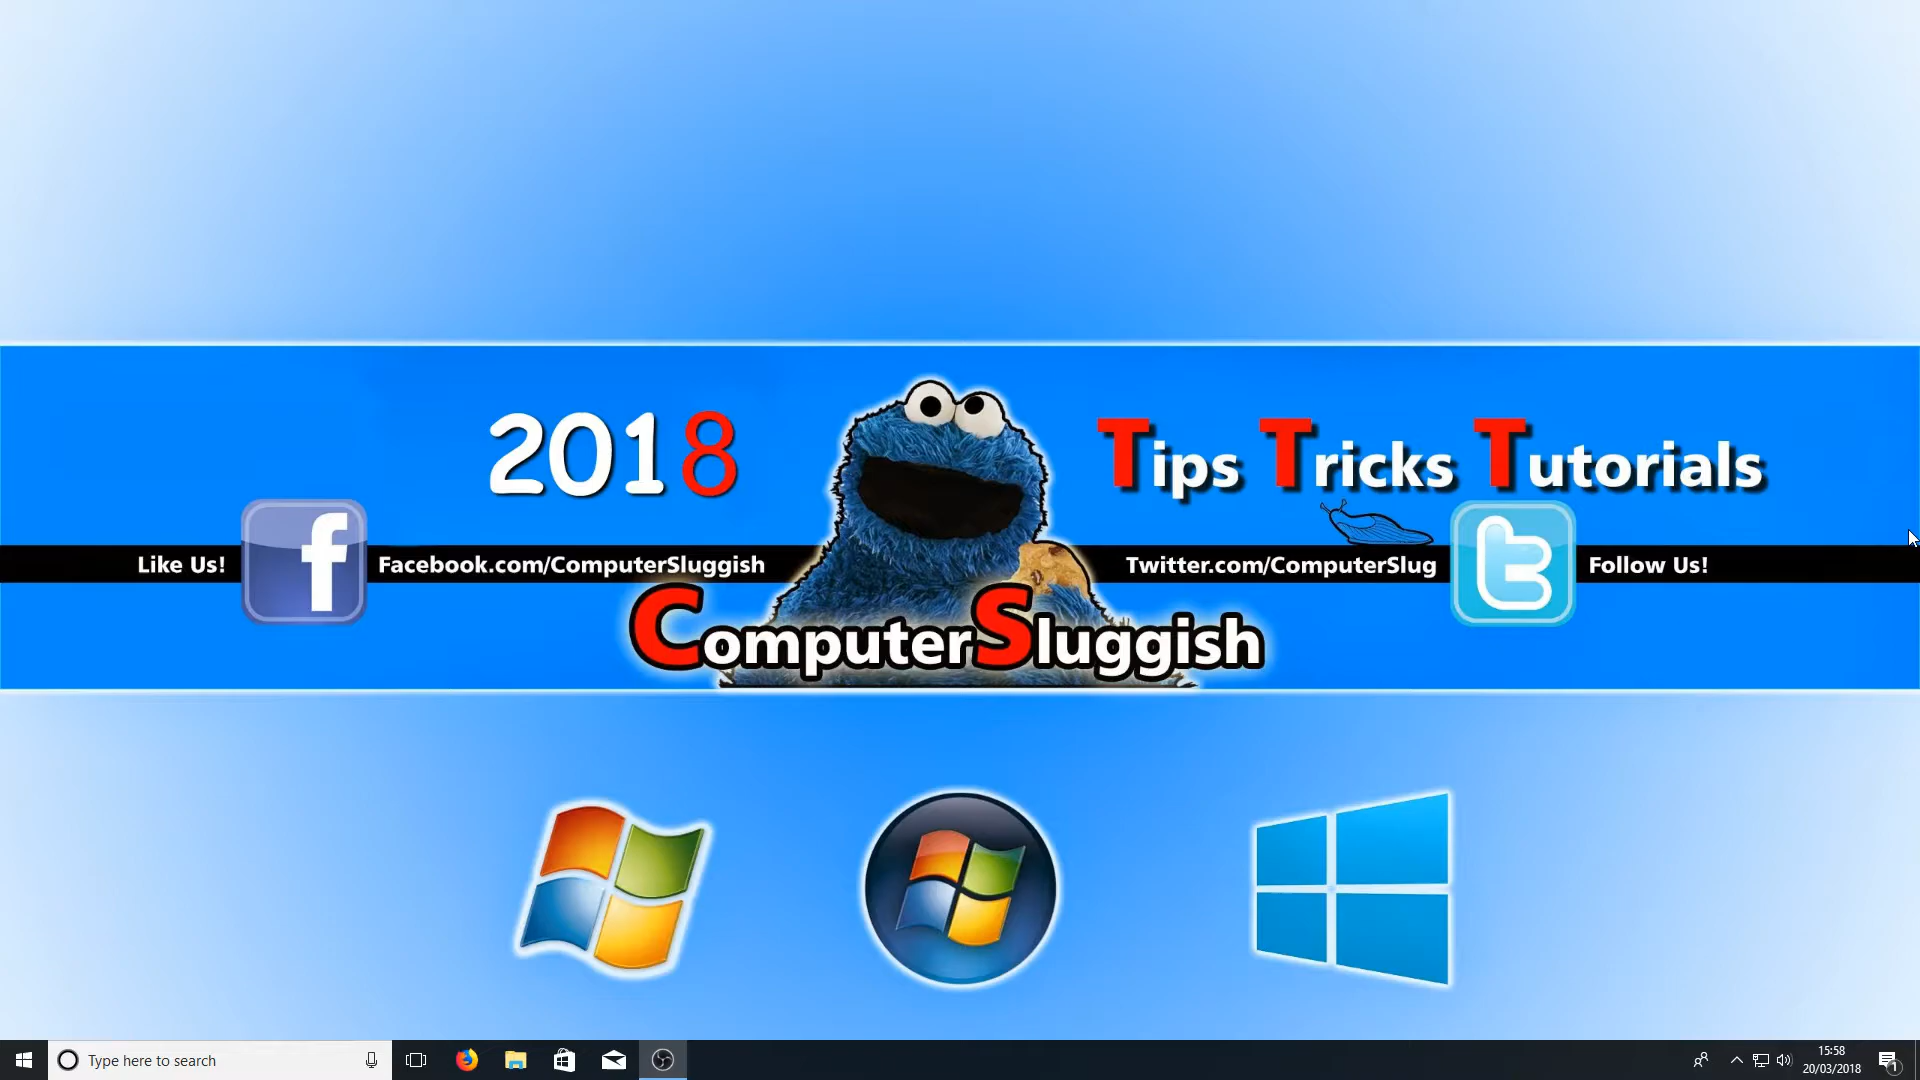 2018
Tips Tricks Tutorials
Like Us!
Facebook.com/ComputerSluggish
Twitter.com/ComputerSlug
Follow Us!
ComputerSluggish
Type here to search
15:58
20/03/2018
1